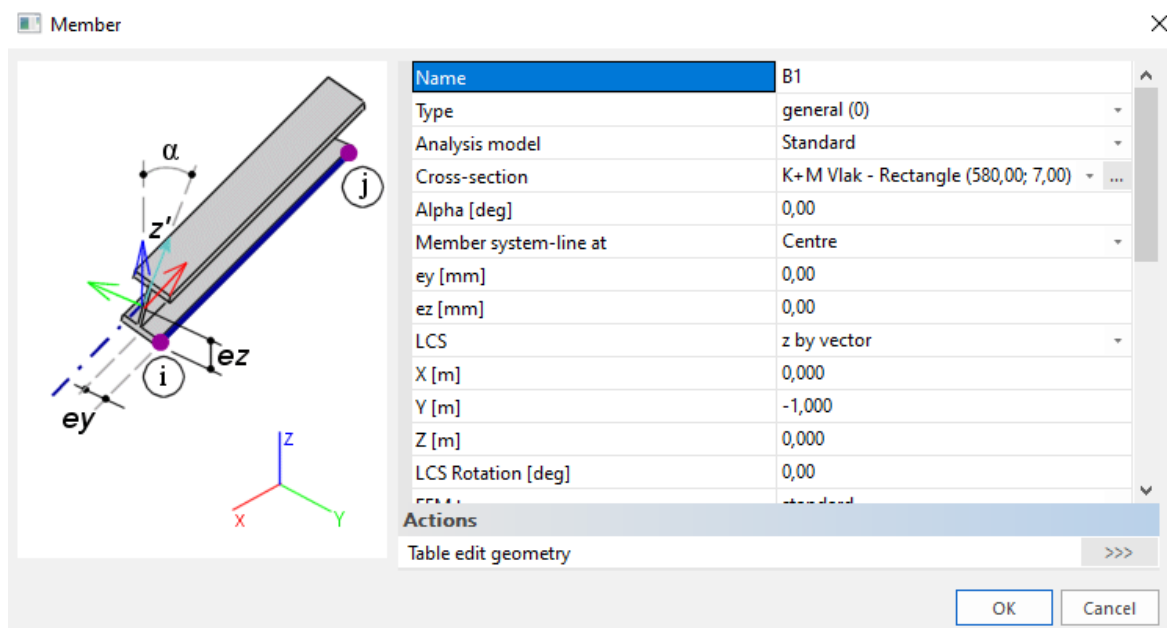 Member
α
j
z'
ez
i
ey
Z
X
Y
Name B1
Type general (0)
Analysis model Standard
Cross-section K+M Vlak - Rectangle (580,00; 7,00) ...
Alpha [deg] 0,00
Member system-line at Centre
ey [mm] 0,00
ez [mm] 0,00
LCS z by vector
X [m] 0,000
Y [m] -1,000
Z [m] 0,000
LCS Rotation [deg] 0,00
standard
Actions
Table edit geometry >>>
OK Cancel